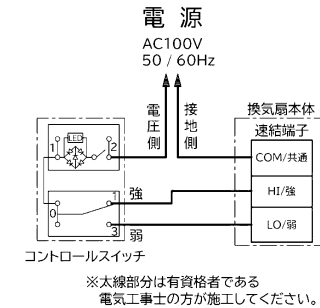 電源
AC100V
50 / 60Hz
電圧側
接地側
換気扇本体
速結端子
LED
1
2
COM/共通
強
1
HI/強
0
3
弱
LO/弱
コントロールスイッチ
※太線部分は有資格者である
電気工事士の方が施工してください。